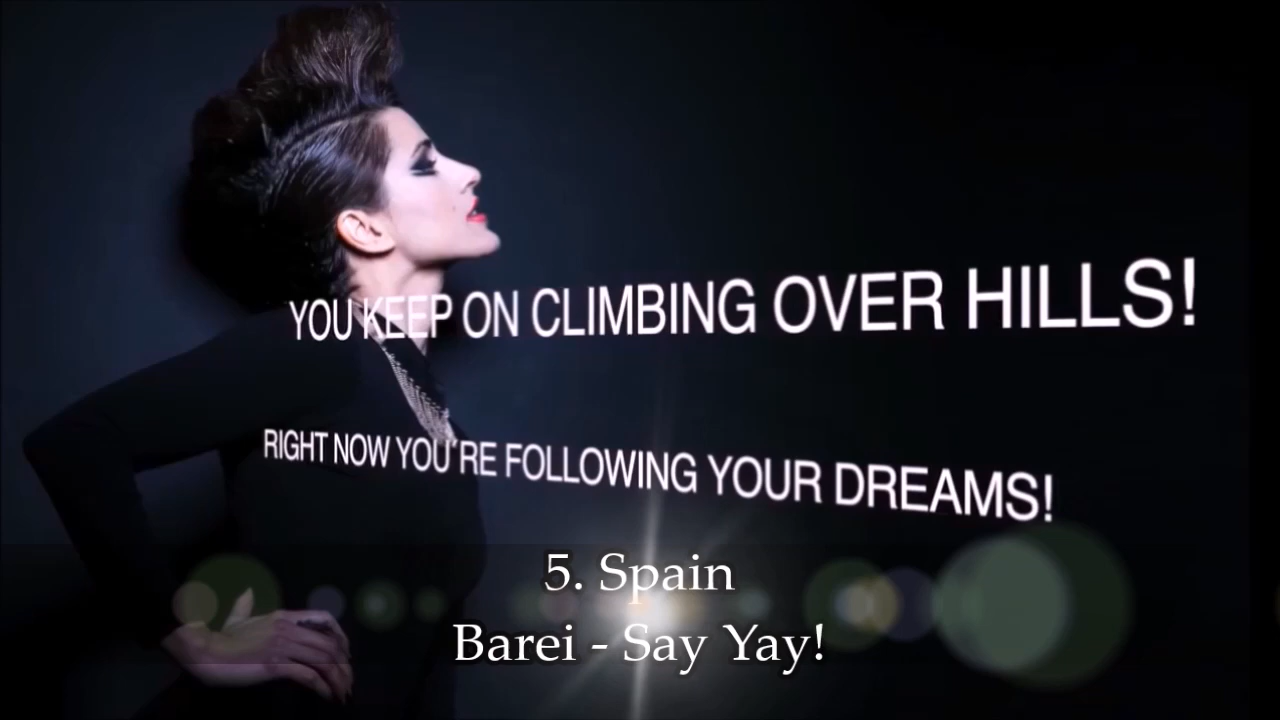 YOU KEEP ON CLIMBING OVER HILLS!
RIGHT NOW YOU´RE FOLLOWING YOUR DREAMS!
5. Spain
Barei - Say Yay!